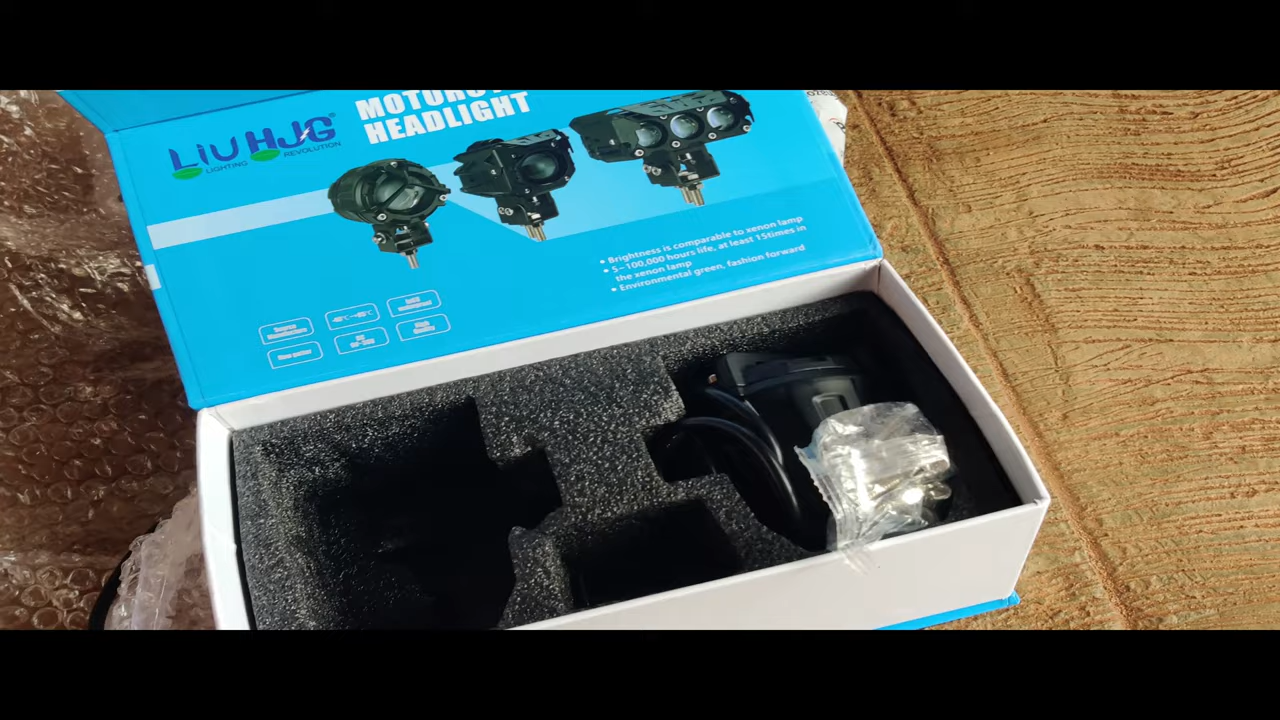 MOTORCY
HEADLIGHT
LiU HJG®
LIGHTING REVOLUTION
• Brightness is comparable to xenon lamp
• 5-100,000 hours life, at least 15times in
the xenon lamp
• Environmental green, fashion forward